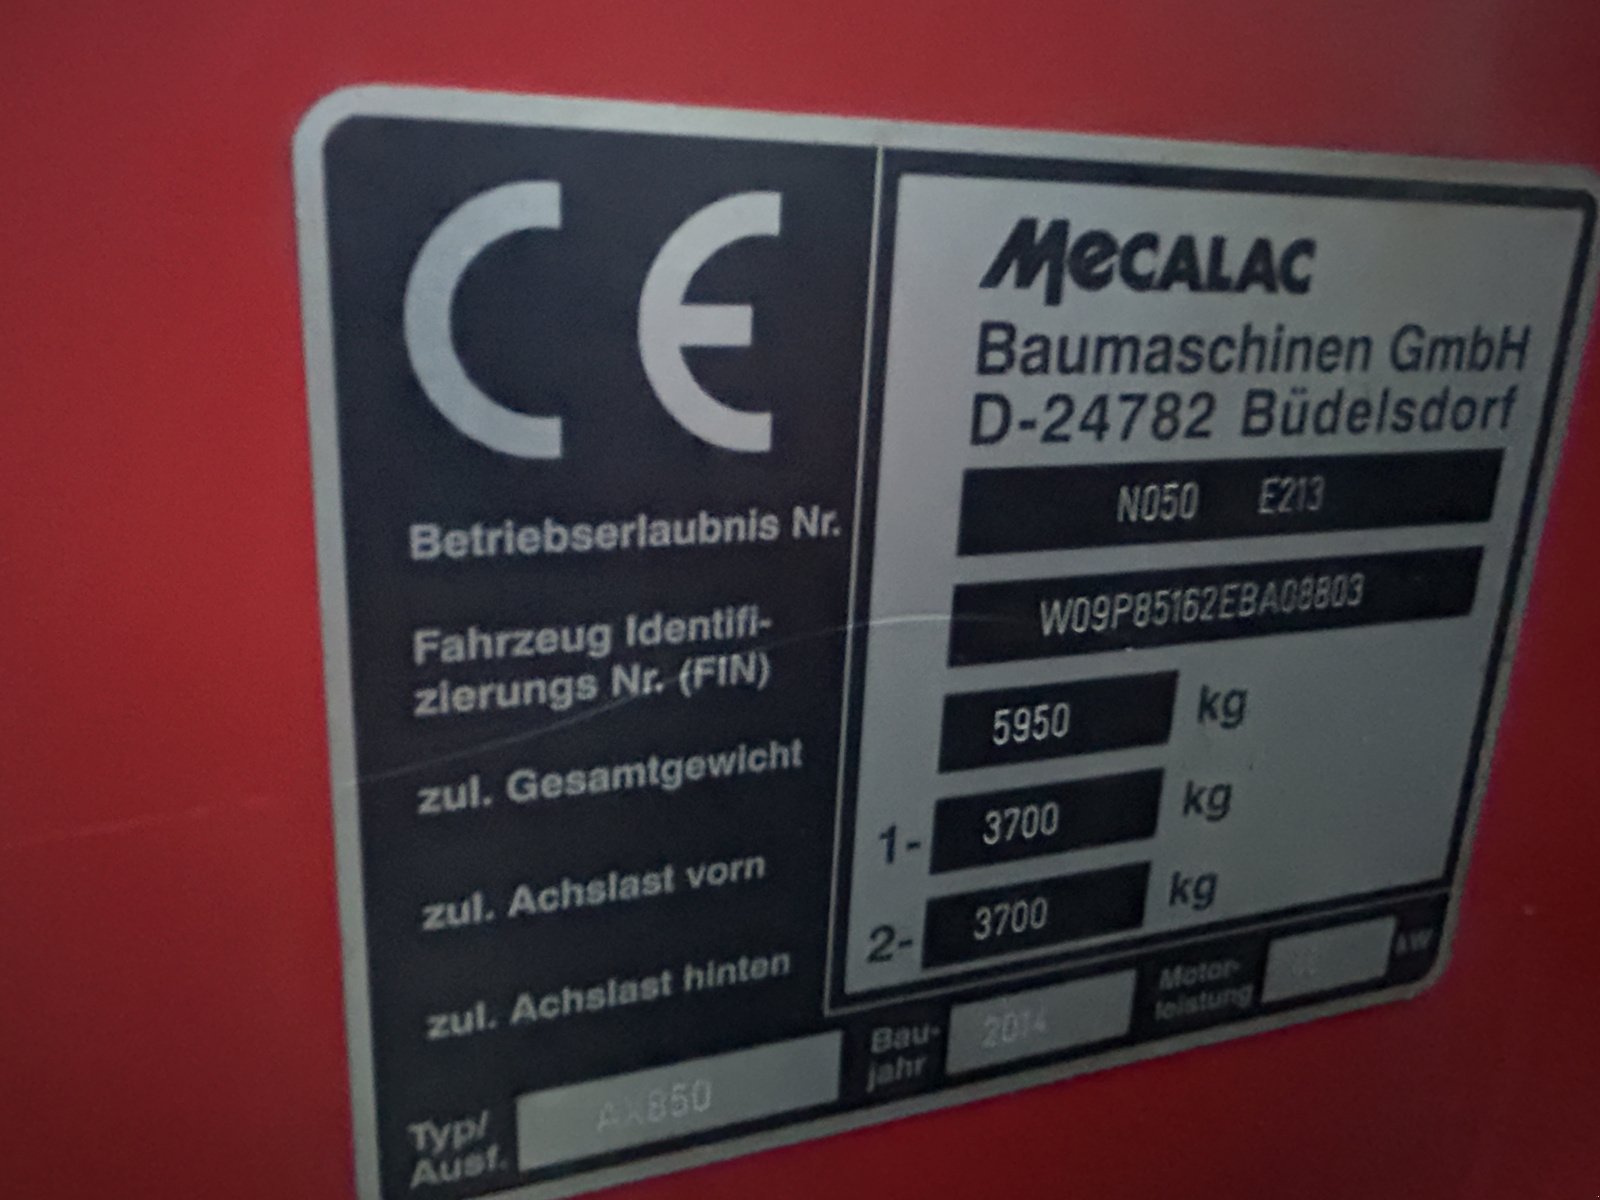 CE
MeCALAC
Baumaschinen GmbH
D-24782 Büdelsdorf
Betriebserlaubnis Nr. N050 E213
Fahrzeug Identifi-
zierungs Nr. (FIN) W09P85162EBA08803
zul. Gesamtgewicht 5950 kg
zul. Achslast vorn 1- 3700 kg
zul. Achslast hinten 2- 3700 kg
Typ/
Ausf. AX850
Bau-
jahr 2014
Motor-
leistung kW